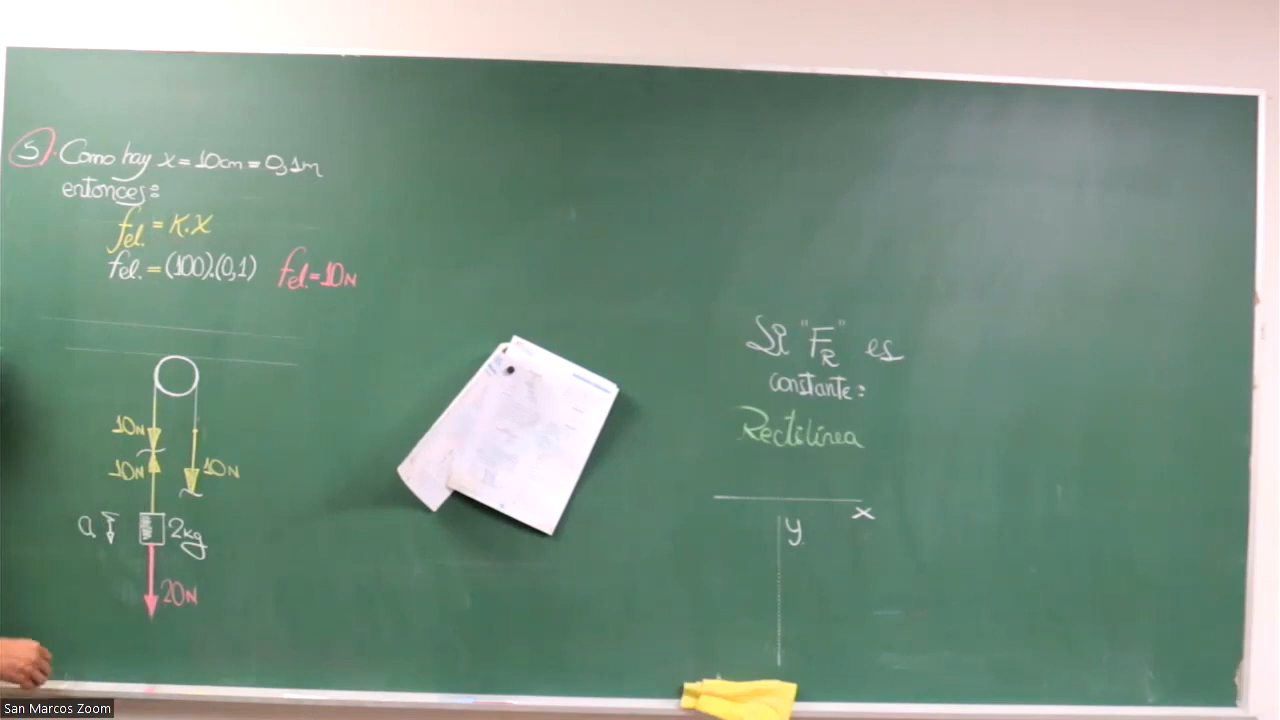 5). Como hay x = 10cm = 0,1m
entonces:
fel. = K.X
fel. = (100).(0,1) fel. = 10N
10N
10N
10N
a
2kg
20N
Si "FR" es
constante:
Rectilínea
x
y
San Marcos Zoom